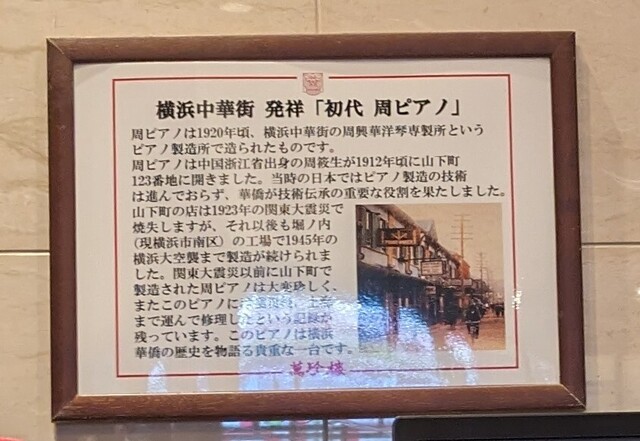 横浜中華街 発祥「初代 周ピアノ」
周ピアノは1920年頃、横浜中華街の周興華洋琴専製所という
ピアノ製造所で造られたものです。
周ピアノは中国浙江省出身の周筱生が1912年頃に山下町
123番地に開きました。当時の日本ではピアノ製造の技術
は進んでおらず、華僑が技術伝承の重要な役割を果たしました。
山下町の店は1923年の関東大震災で
焼失しますが、それ以後も堀ノ内
(現横浜市南区)の工場で1945年の
横浜大空襲まで製造が続けられま
した。関東大震災以前に山下町で
製造された周ピアノは大変珍しく、
またこのピアノに
まで運んで修理したという記録が
残っています。このピアノは横浜
華僑の歴史を物語る貴重な一台です。
萬珍樓